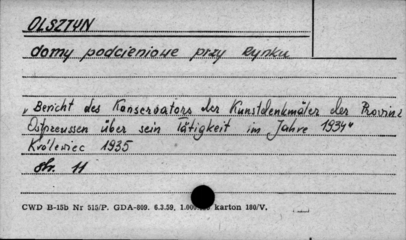 OLSZTYN
domy podcieniowe przy Rynku
„Bericht des Konservators der Kunstdenkmäler der Provinz
Ostpreussen über sein Tätigkeit im Jahre 1934"
Królewiec 1935
str. 11
CWD B-15b Nr 515/P. GDA-809. 6.3.59. 1.000 karton 180/V.